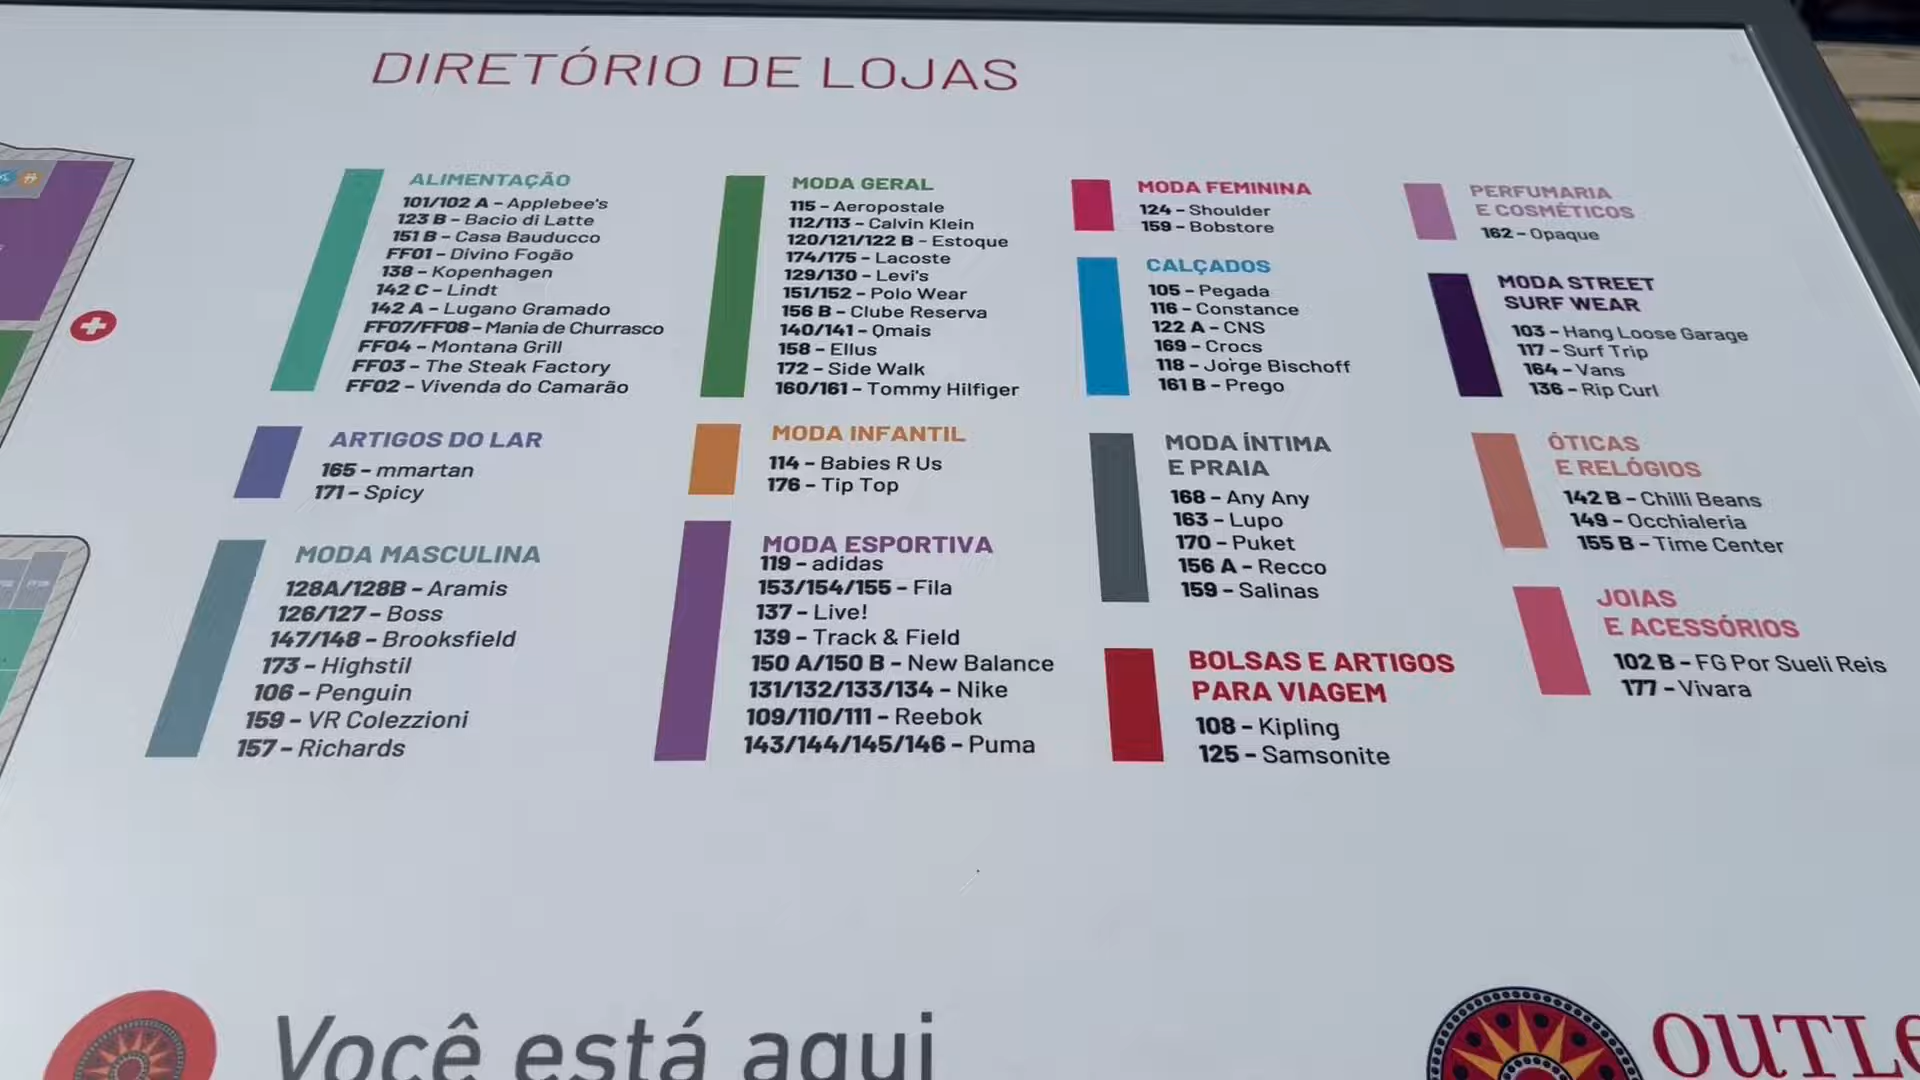 DIRETÓRIO DE LOJAS
ALIMENTAÇÃO
101/102 A – Applebee's
123 B – Bacio di Latte
151 B – Casa Bauducco
FF01 – Divino Fogão
138 – Kopenhagen
142 C – Lindt
142 A – Lugano Gramado
FF07/FF08 – Mania de Churrasco
FF04 – Montana Grill
FF03 – The Steak Factory
FF02 – Vivenda do Camarão
ARTIGOS DO LAR
165 – mmartan
171 – Spicy
MODA MASCULINA
128A/128B – Aramis
126/127 – Boss
147/148 – Brooksfield
173 – Highstil
106 – Penguin
159 – VR Colezzioni
157 – Richards
MODA GERAL
115 – Aeropostale
112/113 – Calvin Klein
120/121/122 B – Estoque
174/175 – Lacoste
129/130 – Levi's
151/152 – Polo Wear
156 B – Clube Reserva
140/141 – Qmais
158 – Ellus
172 – Side Walk
160/161 – Tommy Hilfiger
MODA INFANTIL
114 – Babies R Us
176 – Tip Top
MODA ESPORTIVA
119 – adidas
153/154/155 – Fila
137 – Live!
139 – Track & Field
150 A/150 B – New Balance
131/132/133/134 – Nike
109/110/111 – Reebok
143/144/145/146 – Puma
MODA FEMININA
124 – Shoulder
159 – Bobstore
CALÇADOS
105 – Pegada
116 – Constance
122 A – CNS
169 – Crocs
118 – Jorge Bischoff
161 B – Prego
MODA ÍNTIMA
E PRAIA
168 – Any Any
163 – Lupo
170 – Puket
156 A – Recco
159 – Salinas
BOLSAS E ARTIGOS
PARA VIAGEM
108 – Kipling
125 – Samsonite
PERFUMARIA
E COSMÉTICOS
162 – Opaque
MODA STREET
SURF WEAR
103 – Hang Loose Garage
117 – Surf Trip
164 – Vans
136 – Rip Curl
ÓTICAS
E RELÓGIOS
142 B – Chilli Beans
149 – Occhialeria
155 B – Time Center
JOIAS
E ACESSÓRIOS
102 B – FG Por Sueli Reis
177 – Vivara
Você está aqui
OUTLE